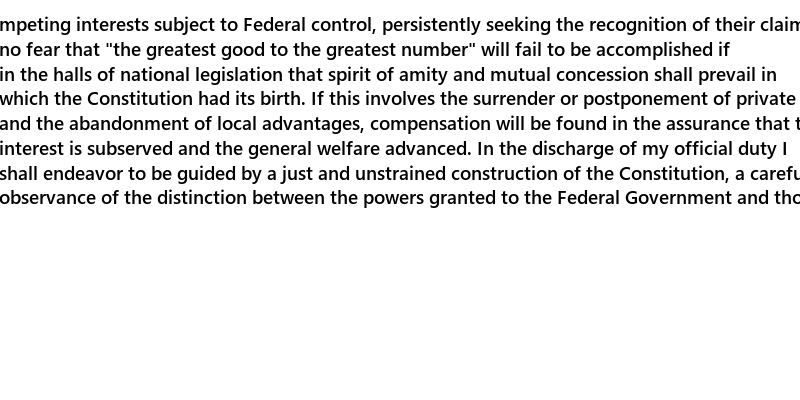 mpeting interests subject to Federal control, persistently seeking the recognition of their claim
no fear that "the greatest good to the greatest number" will fail to be accomplished if
in the halls of national legislation that spirit of amity and mutual concession shall prevail in
which the Constitution had its birth. If this involves the surrender or postponement of private
and the abandonment of local advantages, compensation will be found in the assurance that t
interest is subserved and the general welfare advanced. In the discharge of my official duty I
shall endeavor to be guided by a just and unstrained construction of the Constitution, a carefu
observance of the distinction between the powers granted to the Federal Government and tho